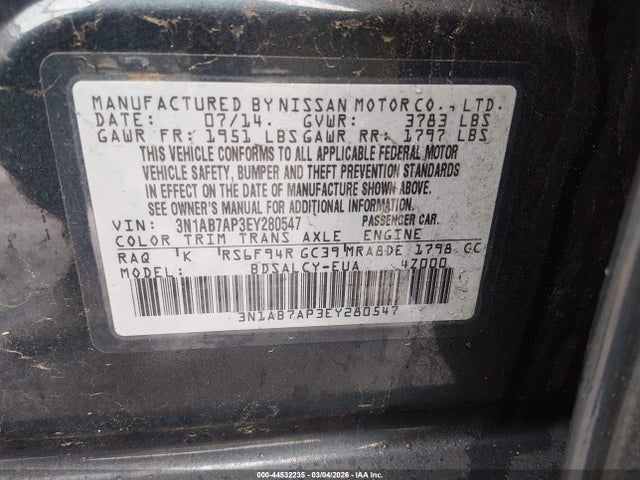 MANUFACTURED BY NISSAN MOTOR CO., LTD.
DATE: 07/14. GVWR: 3783 LBS
GAWR FR: 1951 LBS GAWR RR: 1797 LBS
THIS VEHICLE CONFORMS TO ALL APPLICABLE FEDERAL MOTOR
VEHICLE SAFETY, BUMPER AND THEFT PREVENTION STANDARDS
IN EFFECT ON THE DATE OF MANUFACTURE SHOWN ABOVE.
SEE OWNER'S MANUAL FOR ADDITIONAL INFORMATION.
VIN: 3N1AB7AP3EY280547 PASSENGER CAR.
COLOR TRIM TRANS AXLE ENGINE
RAQ K RS6F94R GC39 MRA8DE 1798 CC
MODEL: BDSALCY-EUA 4Z000
3N1AB7AP3EY280547
000-44532235 - 03/04/2026 - IAA Inc.